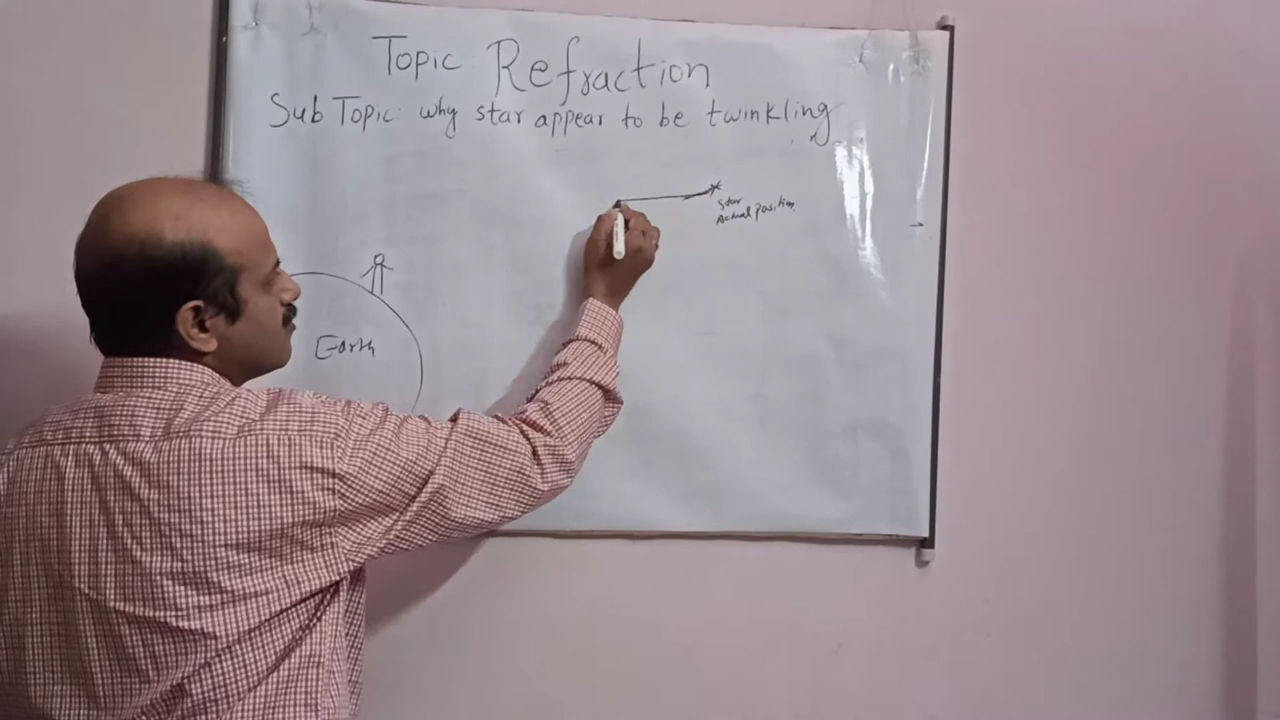 Topic: Refraction
Sub Topic: why star appear to be twinkling
Star
Actual position
Earth